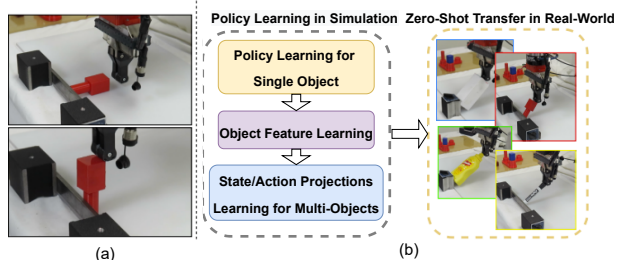 Policy Learning in Simulation
Zero-Shot Transfer in Real-World
Policy Learning for
Single Object
Object Feature Learning
State/Action Projections
Learning for Multi-Objects
(a)
(b)